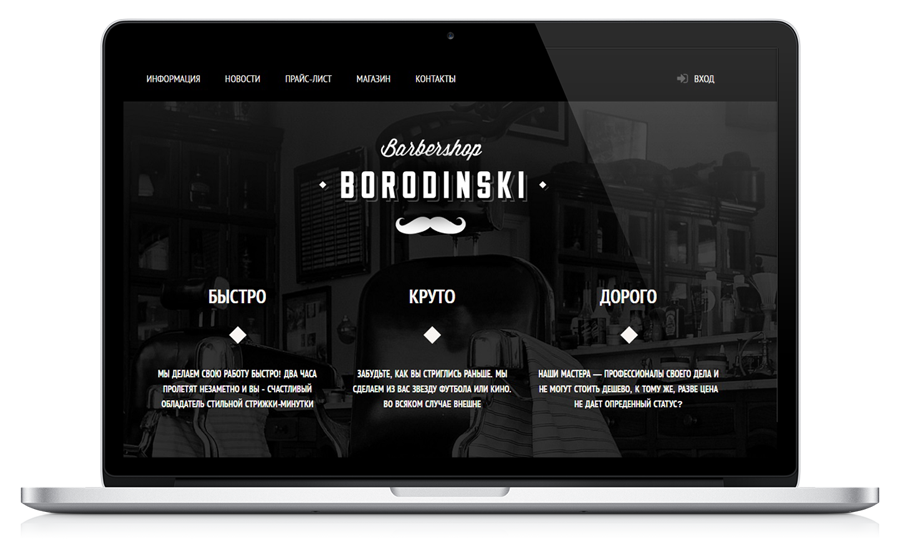 ИНФОРМАЦИЯ НОВОСТИ ПРАЙС-ЛИСТ МАГАЗИН КОНТАКТЫ ВХОД
Barbershop
BORODINSKI
БЫСТРО
МЫ ДЕЛАЕМ СВОЮ РАБОТУ БЫСТРО! ДВА ЧАСА
ПРОЛЕТЯТ НЕЗАМЕТНО И ВЫ - СЧАСТЛИВЫЙ
ОБЛАДАТЕЛЬ СТИЛЬНОЙ СТРИЖКИ-МИНУТКИ
КРУТО
ЗАБУДЬТЕ, КАК ВЫ СТРИГЛИСЬ РАНЬШЕ. МЫ
СДЕЛАЕМ ИЗ ВАС ЗВЕЗДУ ФУТБОЛА ИЛИ КИНО.
ВО ВСЯКОМ СЛУЧАЕ ВНЕШНЕ
ДОРОГО
НАШИ МАСТЕРА — ПРОФЕССИОНАЛЫ СВОЕГО ДЕЛА И
НЕ МОГУТ СТОИТЬ ДЕШЕВО, К ТОМУ ЖЕ, РАЗВЕ ЦЕНА
НЕ ДАЕТ ОПРЕДЕННЫЙ СТАТУС?